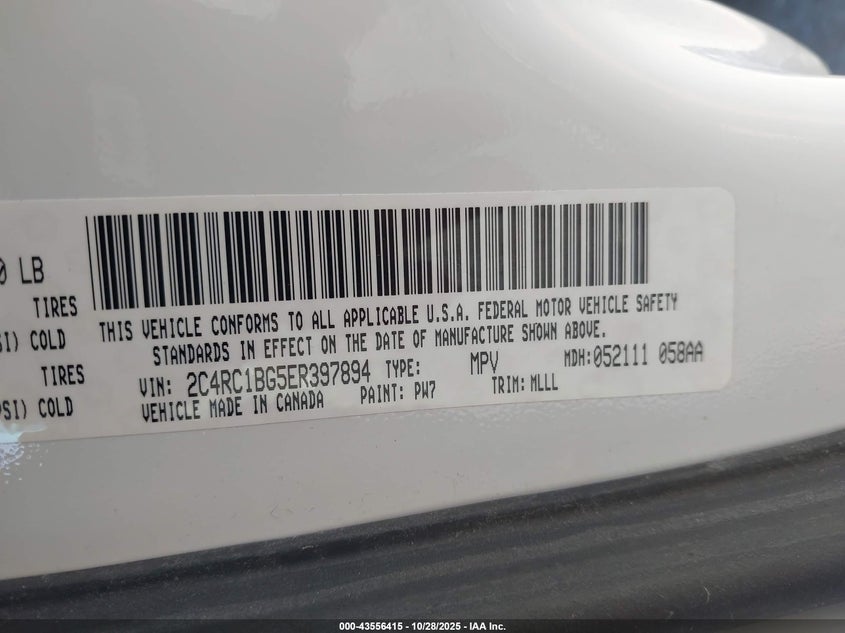 0 LB
TIRES
SI) COLD
TIRES
PSI) COLD
THIS VEHICLE CONFORMS TO ALL APPLICABLE U.S.A. FEDERAL MOTOR VEHICLE SAFETY
STANDARDS IN EFFECT ON THE DATE OF MANUFACTURE SHOWN ABOVE.
VIN: 2C4RC1BG5ER397894 TYPE: MPV MDH:052111 058AA
VEHICLE MADE IN CANADA PAINT: PW7 TRIM: MLLL
000-43556415 | 10/28/2025 | IAA Inc.